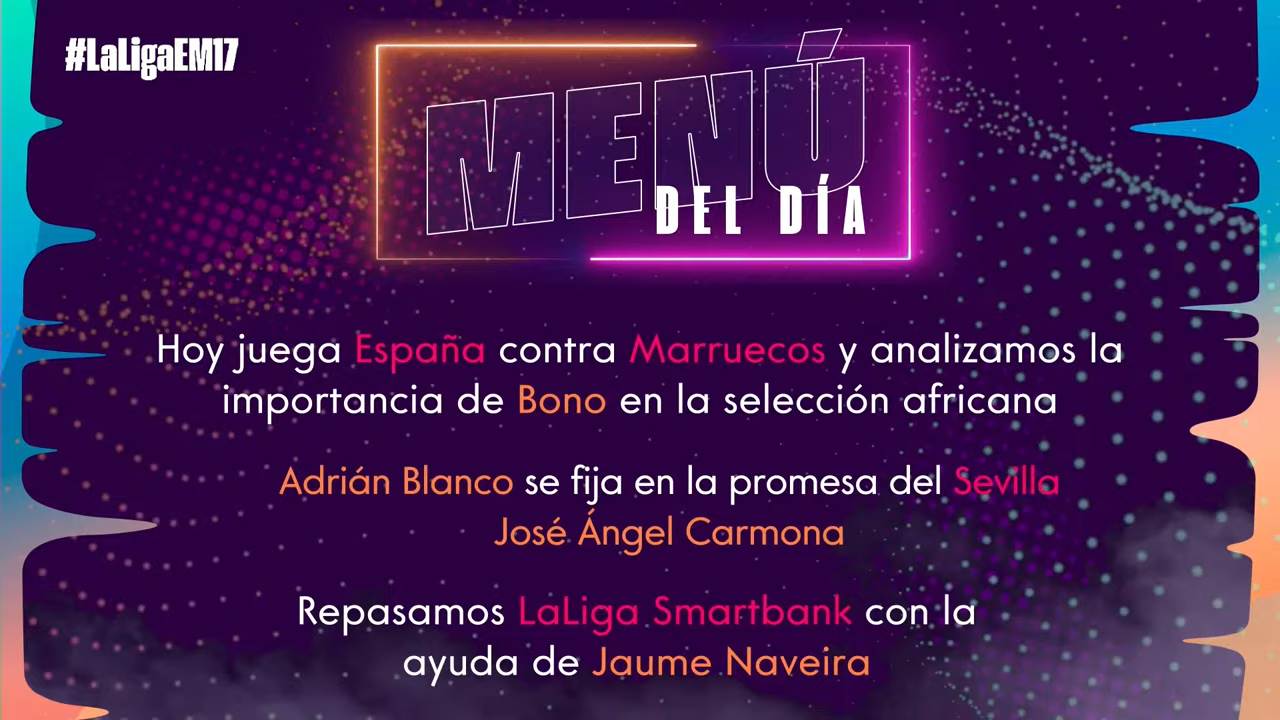 #LaLigaEM17
MENÚ
DEL DÍA
Hoy juega España contra Marruecos y analizamos la
importancia de Bono en la selección africana
Adrián Blanco se fija en la promesa del Sevilla
José Ángel Carmona
Repasamos LaLiga Smartbank con la
ayuda de Jaume Naveira